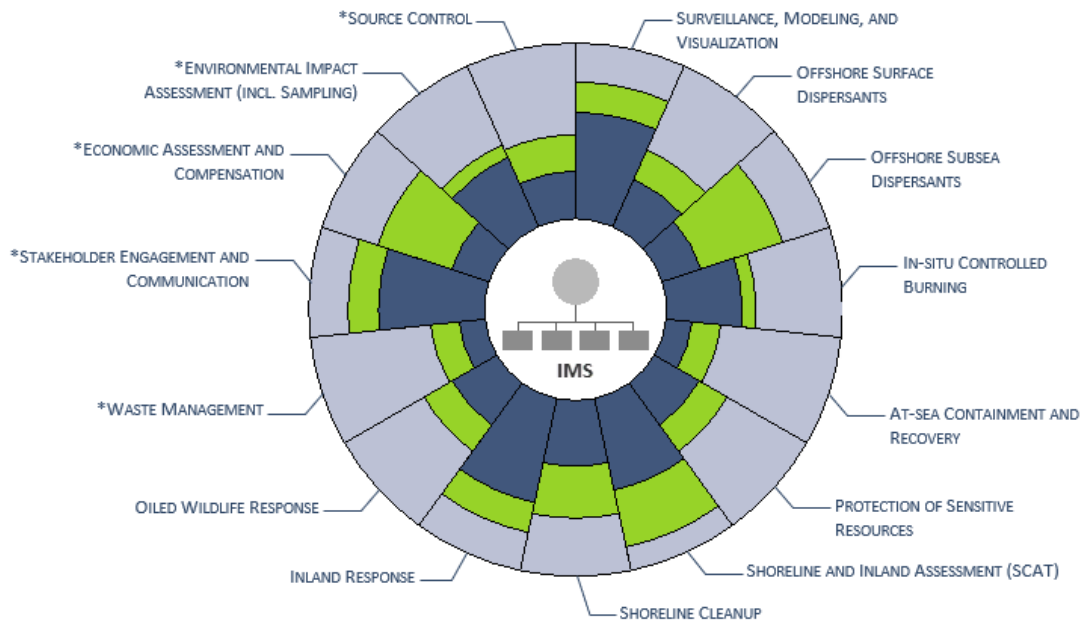 *SOURCE CONTROL
SURVEILLANCE, MODELING, AND
VISUALIZATION
*ENVIRONMENTAL IMPACT
ASSESSMENT (INCL. SAMPLING)
OFFSHORE SURFACE
DISPERSANTS
*ECONOMIC ASSESSMENT AND
COMPENSATION
OFFSHORE SUBSEA
DISPERSANTS
*STAKEHOLDER ENGAGEMENT AND
COMMUNICATION
IN-SITU CONTROLLED
BURNING
IMS
*WASTE MANAGEMENT
AT-SEA CONTAINMENT AND
RECOVERY
OILED WILDLIFE RESPONSE
PROTECTION OF SENSITIVE
RESOURCES
INLAND RESPONSE
SHORELINE AND INLAND ASSESSMENT (SCAT)
SHORELINE CLEANUP